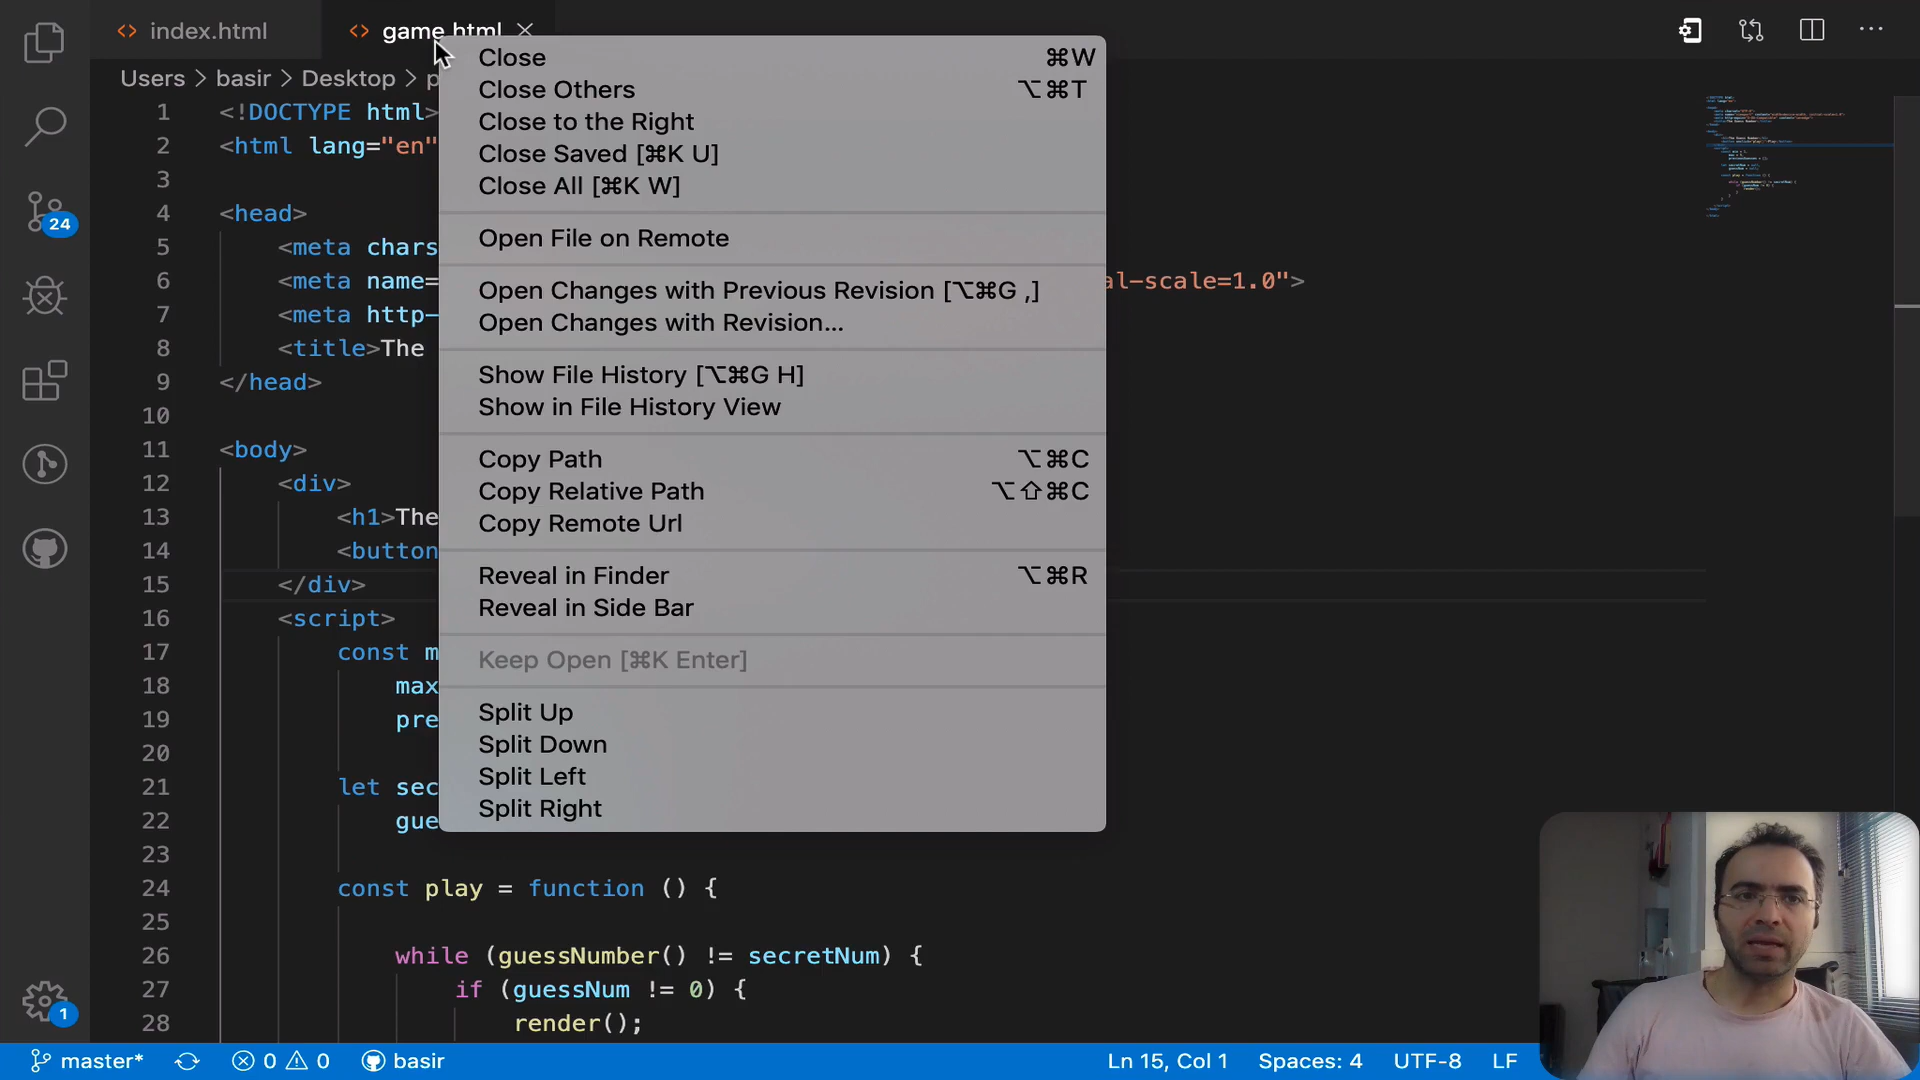 index.html
game.html
Users > basir > Desktop > p
Close ⌘W
Close Others ⌥⌘T
Close to the Right
Close Saved [⌘K U]
Close All [⌘K W]
Open File on Remote
Open Changes with Previous Revision [⌥⌘G ,]
Open Changes with Revision...
Show File History [⌥⌘G H]
Show in File History View
Copy Path ⌥⌘C
Copy Relative Path ⌥⇧⌘C
Copy Remote Url
Reveal in Finder ⌥⌘R
Reveal in Side Bar
Keep Open [⌘K Enter]
Split Up
Split Down
Split Left
Split Right
1 <!DOCTYPE html>
2 <html lang="en"
3
4 <head>
5 <meta chars
6 <meta name= al-scale=1.0">
7 <meta http-
8 <title>The
9 </head>
10
11 <body>
12 <div>
13 <h1>The
14 <button
15 </div>
16 <script>
17 const m
18 max
19 pre
20
21 let sec
22 gue
23
24 const play = function () {
25
26 while (guessNumber() != secretNum) {
27 if (guessNum != 0) {
28 render();
24
1
master* 0 0 basir Ln 15, Col 1 Spaces: 4 UTF-8 LF